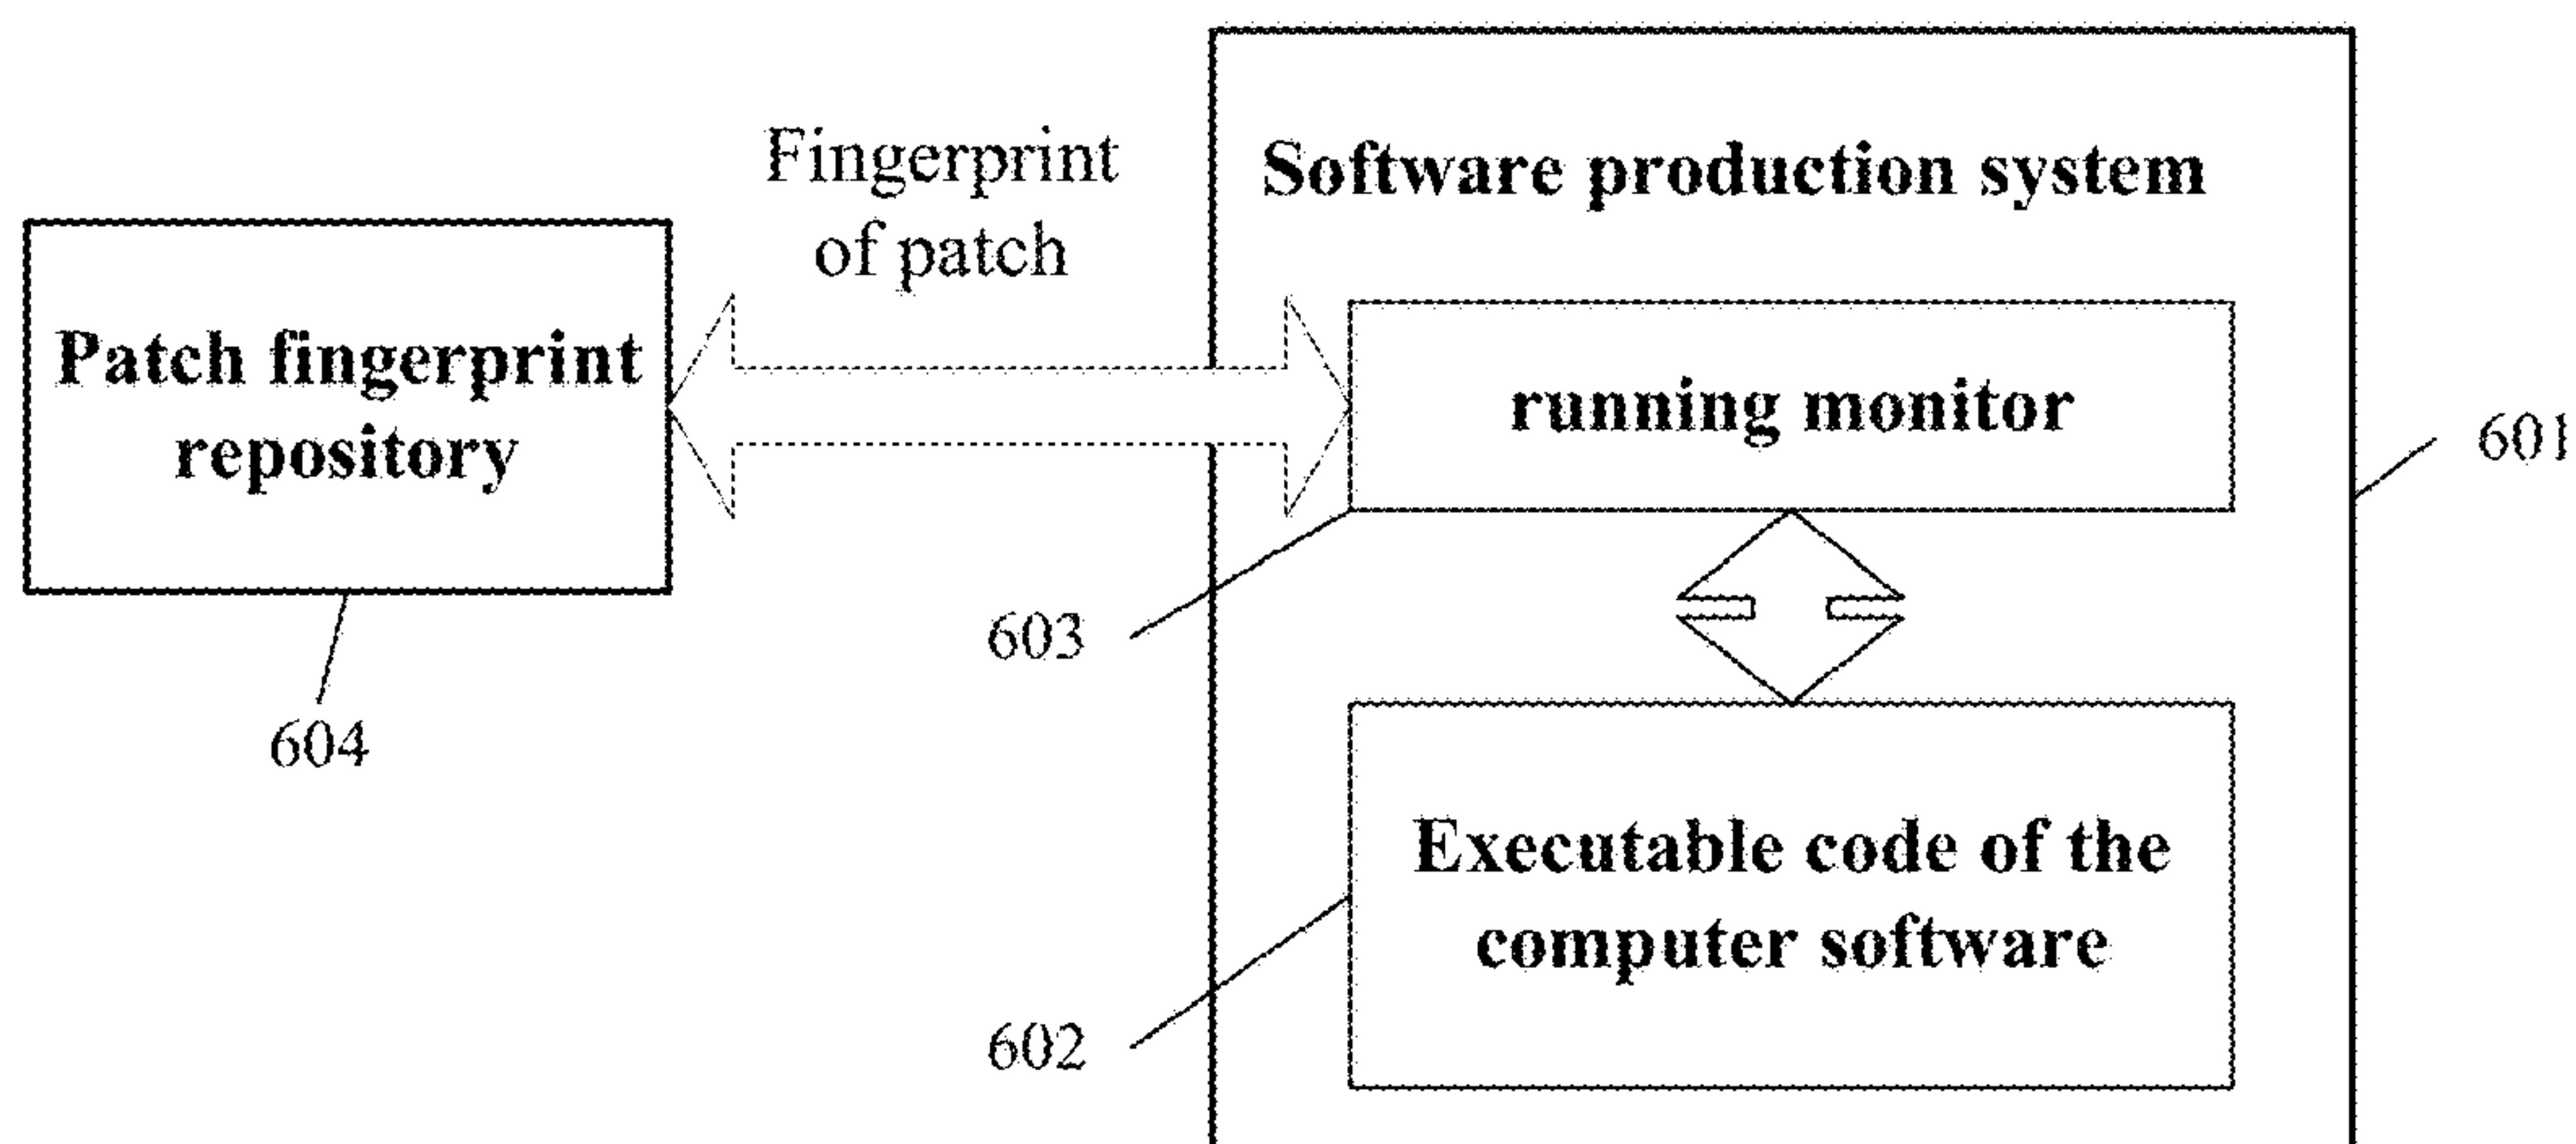 Software production system
Fingerprint
of patch
Patch fingerprint
repository
running monitor
601
603
604
Executable code of the
computer software
602